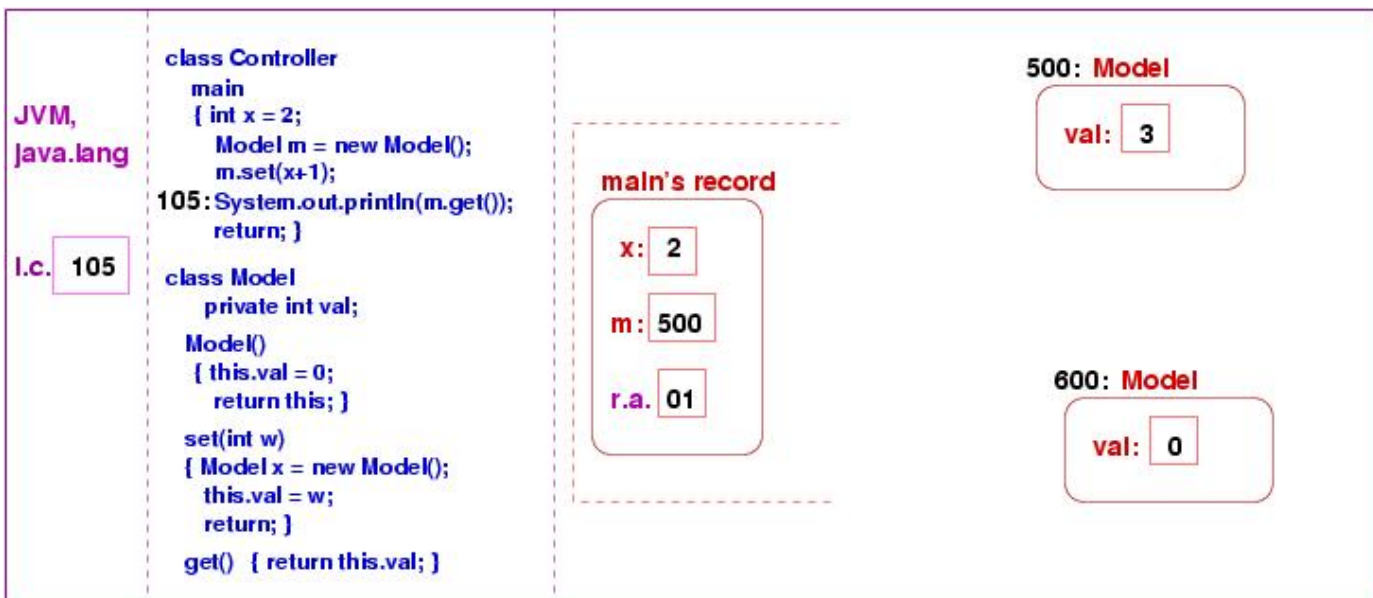 JVM,
java.lang
i.c. 105
class Controller
main
{ int x = 2;
Model m = new Model();
m.set(x+1);
105: System.out.println(m.get());
return; }
class Model
private int val;
Model()
{ this.val = 0;
return this; }
set(int w)
{ Model x = new Model();
this.val = w;
return; }
get() { return this.val; }
main's record
x: 2
m: 500
r.a. 01
500: Model
val: 3
600: Model
val: 0